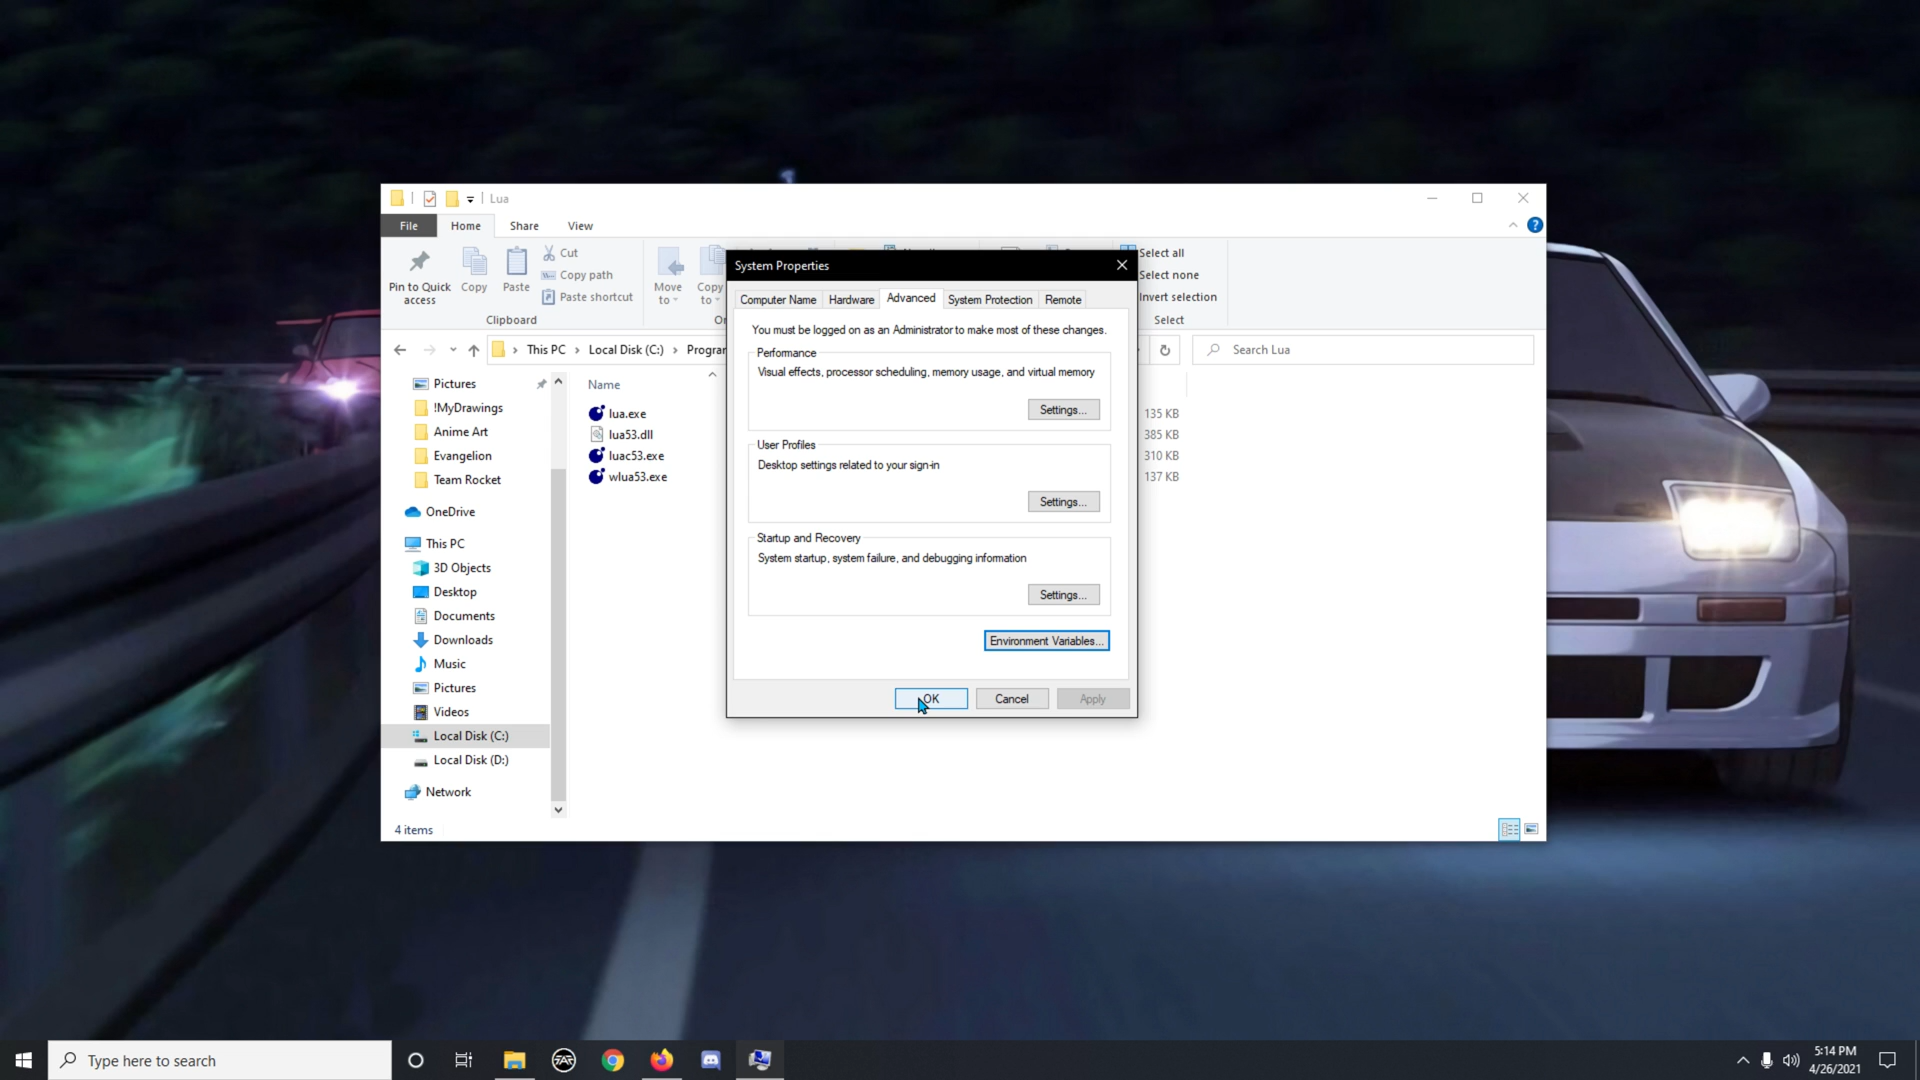 Lua
File
Home
Share
View
Pin to Quick
access
Copy
Paste
Cut
Copy path
Paste shortcut
Clipboard
Move
to
Copy
to
Select all
Select none
Invert selection
Select
This PC
Local Disk (C:)
Search Lua
Pictures
!MyDrawings
Anime Art
Evangelion
Team Rocket
OneDrive
This PC
3D Objects
Desktop
Documents
Downloads
Music
Pictures
Videos
Local Disk (C:)
Local Disk (D:)
Network
Name
lua.exe
135 KB
lua53.dll
385 KB
luac53.exe
310 KB
wlua53.exe
137 KB
4 items
System Properties
Computer Name
Hardware
Advanced
System Protection
Remote
You must be logged on as an Administrator to make most of these changes.
Performance
Visual effects, processor scheduling, memory usage, and virtual memory
Settings...
User Profiles
Desktop settings related to your sign-in
Settings...
Startup and Recovery
System startup, system failure, and debugging information
Settings...
Environment Variables...
OK
Cancel
Apply
Type here to search
5:14 PM
4/26/2021